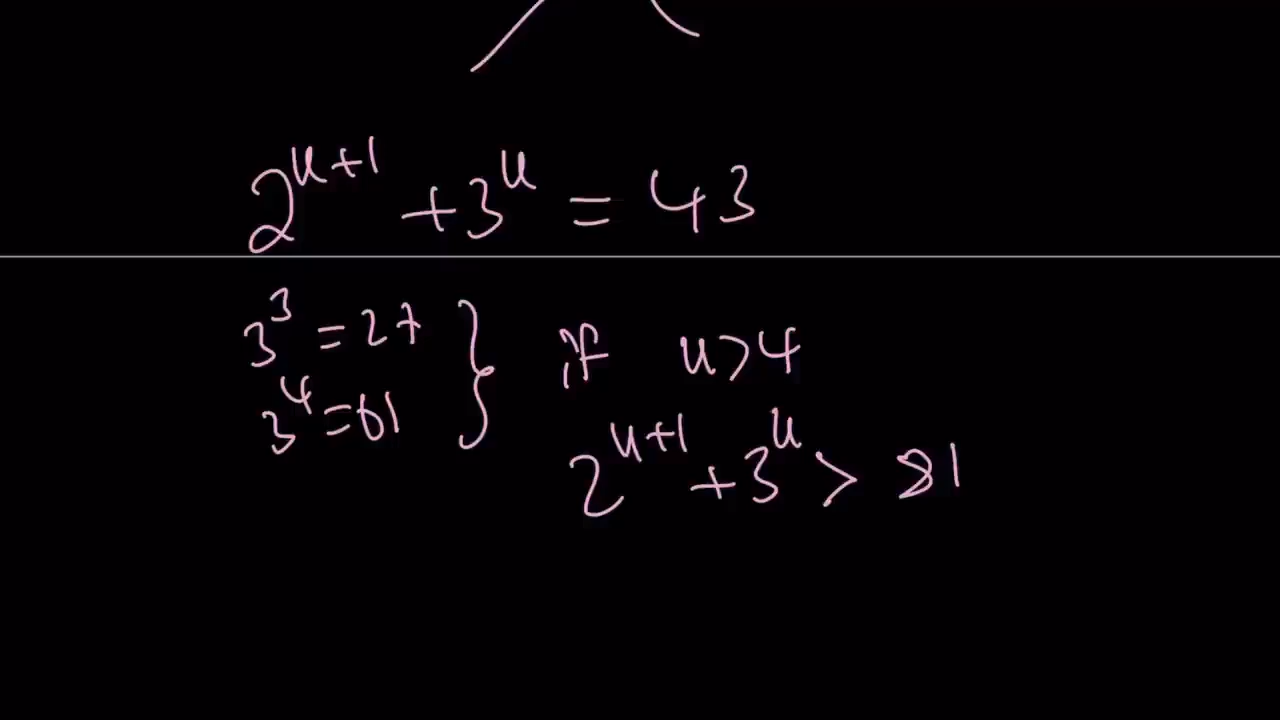 2^{u+1} + 3^u = 43
3^3 = 27 } if u > 4
3^4 = 81
2^{u+1} + 3^u > 81